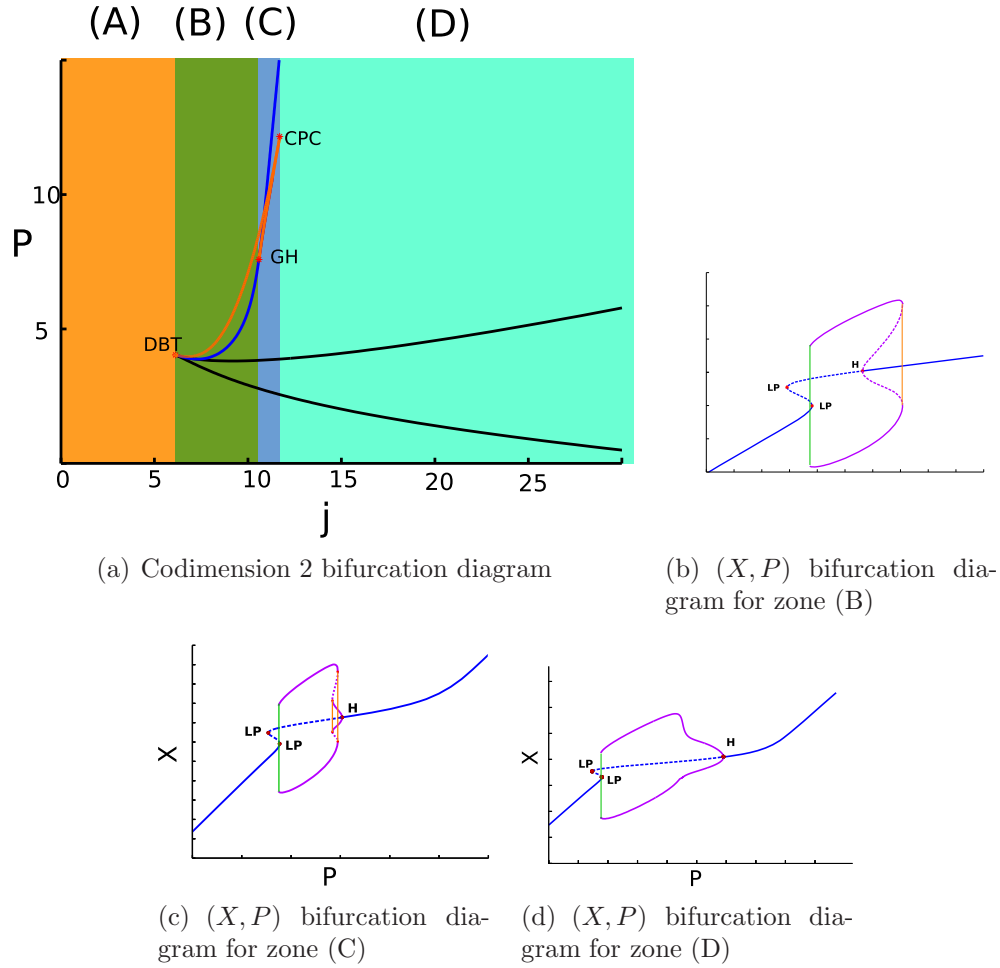 (A) (B) (C) (D)
P
10
5
CPC
GH
DBT
0 5 10 15 20 25
j
H
LP
LP
(a) Codimension 2 bifurcation diagram
(b) (X, P) bifurcation dia-
gram for zone (B)
X
H
LP
LP
P
X
H
LP
LP
P
(c) (X, P) bifurcation dia-
gram for zone (C)
(d) (X, P) bifurcation dia-
gram for zone (D)